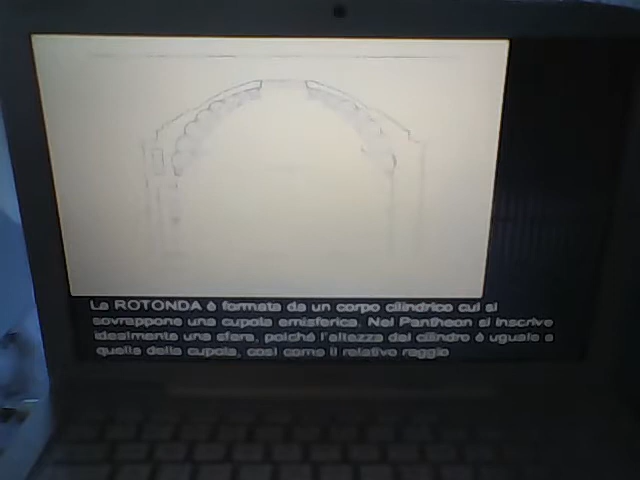 La ROTONDA è formata da un corpo cilindrico cui si
sovrappone una cupola emisferica. Nel Pantheon si inscrive
idealmente una sfera, poiché l'altezza del cilindro è uguale a
quella della cupola, così come il relativo raggio